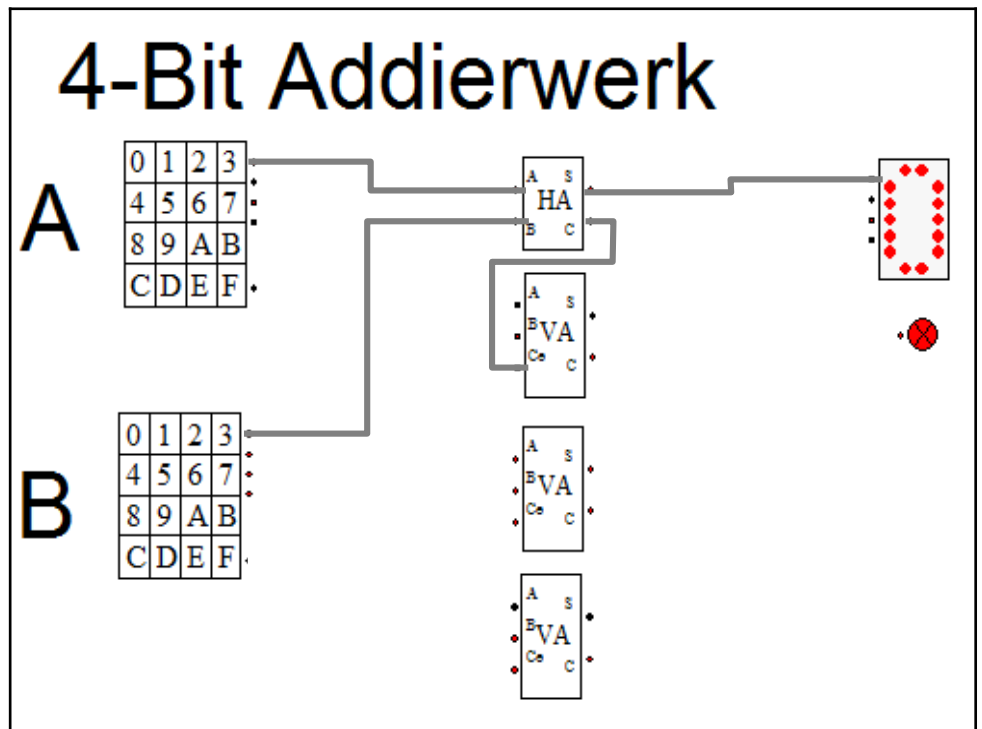 4-Bit Addierwerk
A
0 1 2 3
4 5 6 7
8 9 A B
C D E F
A S
HA
B C
A S
B VA
Ce C
B
0 1 2 3
4 5 6 7
8 9 A B
C D E F
A S
B VA
Ce C
A S
B VA
Ce C